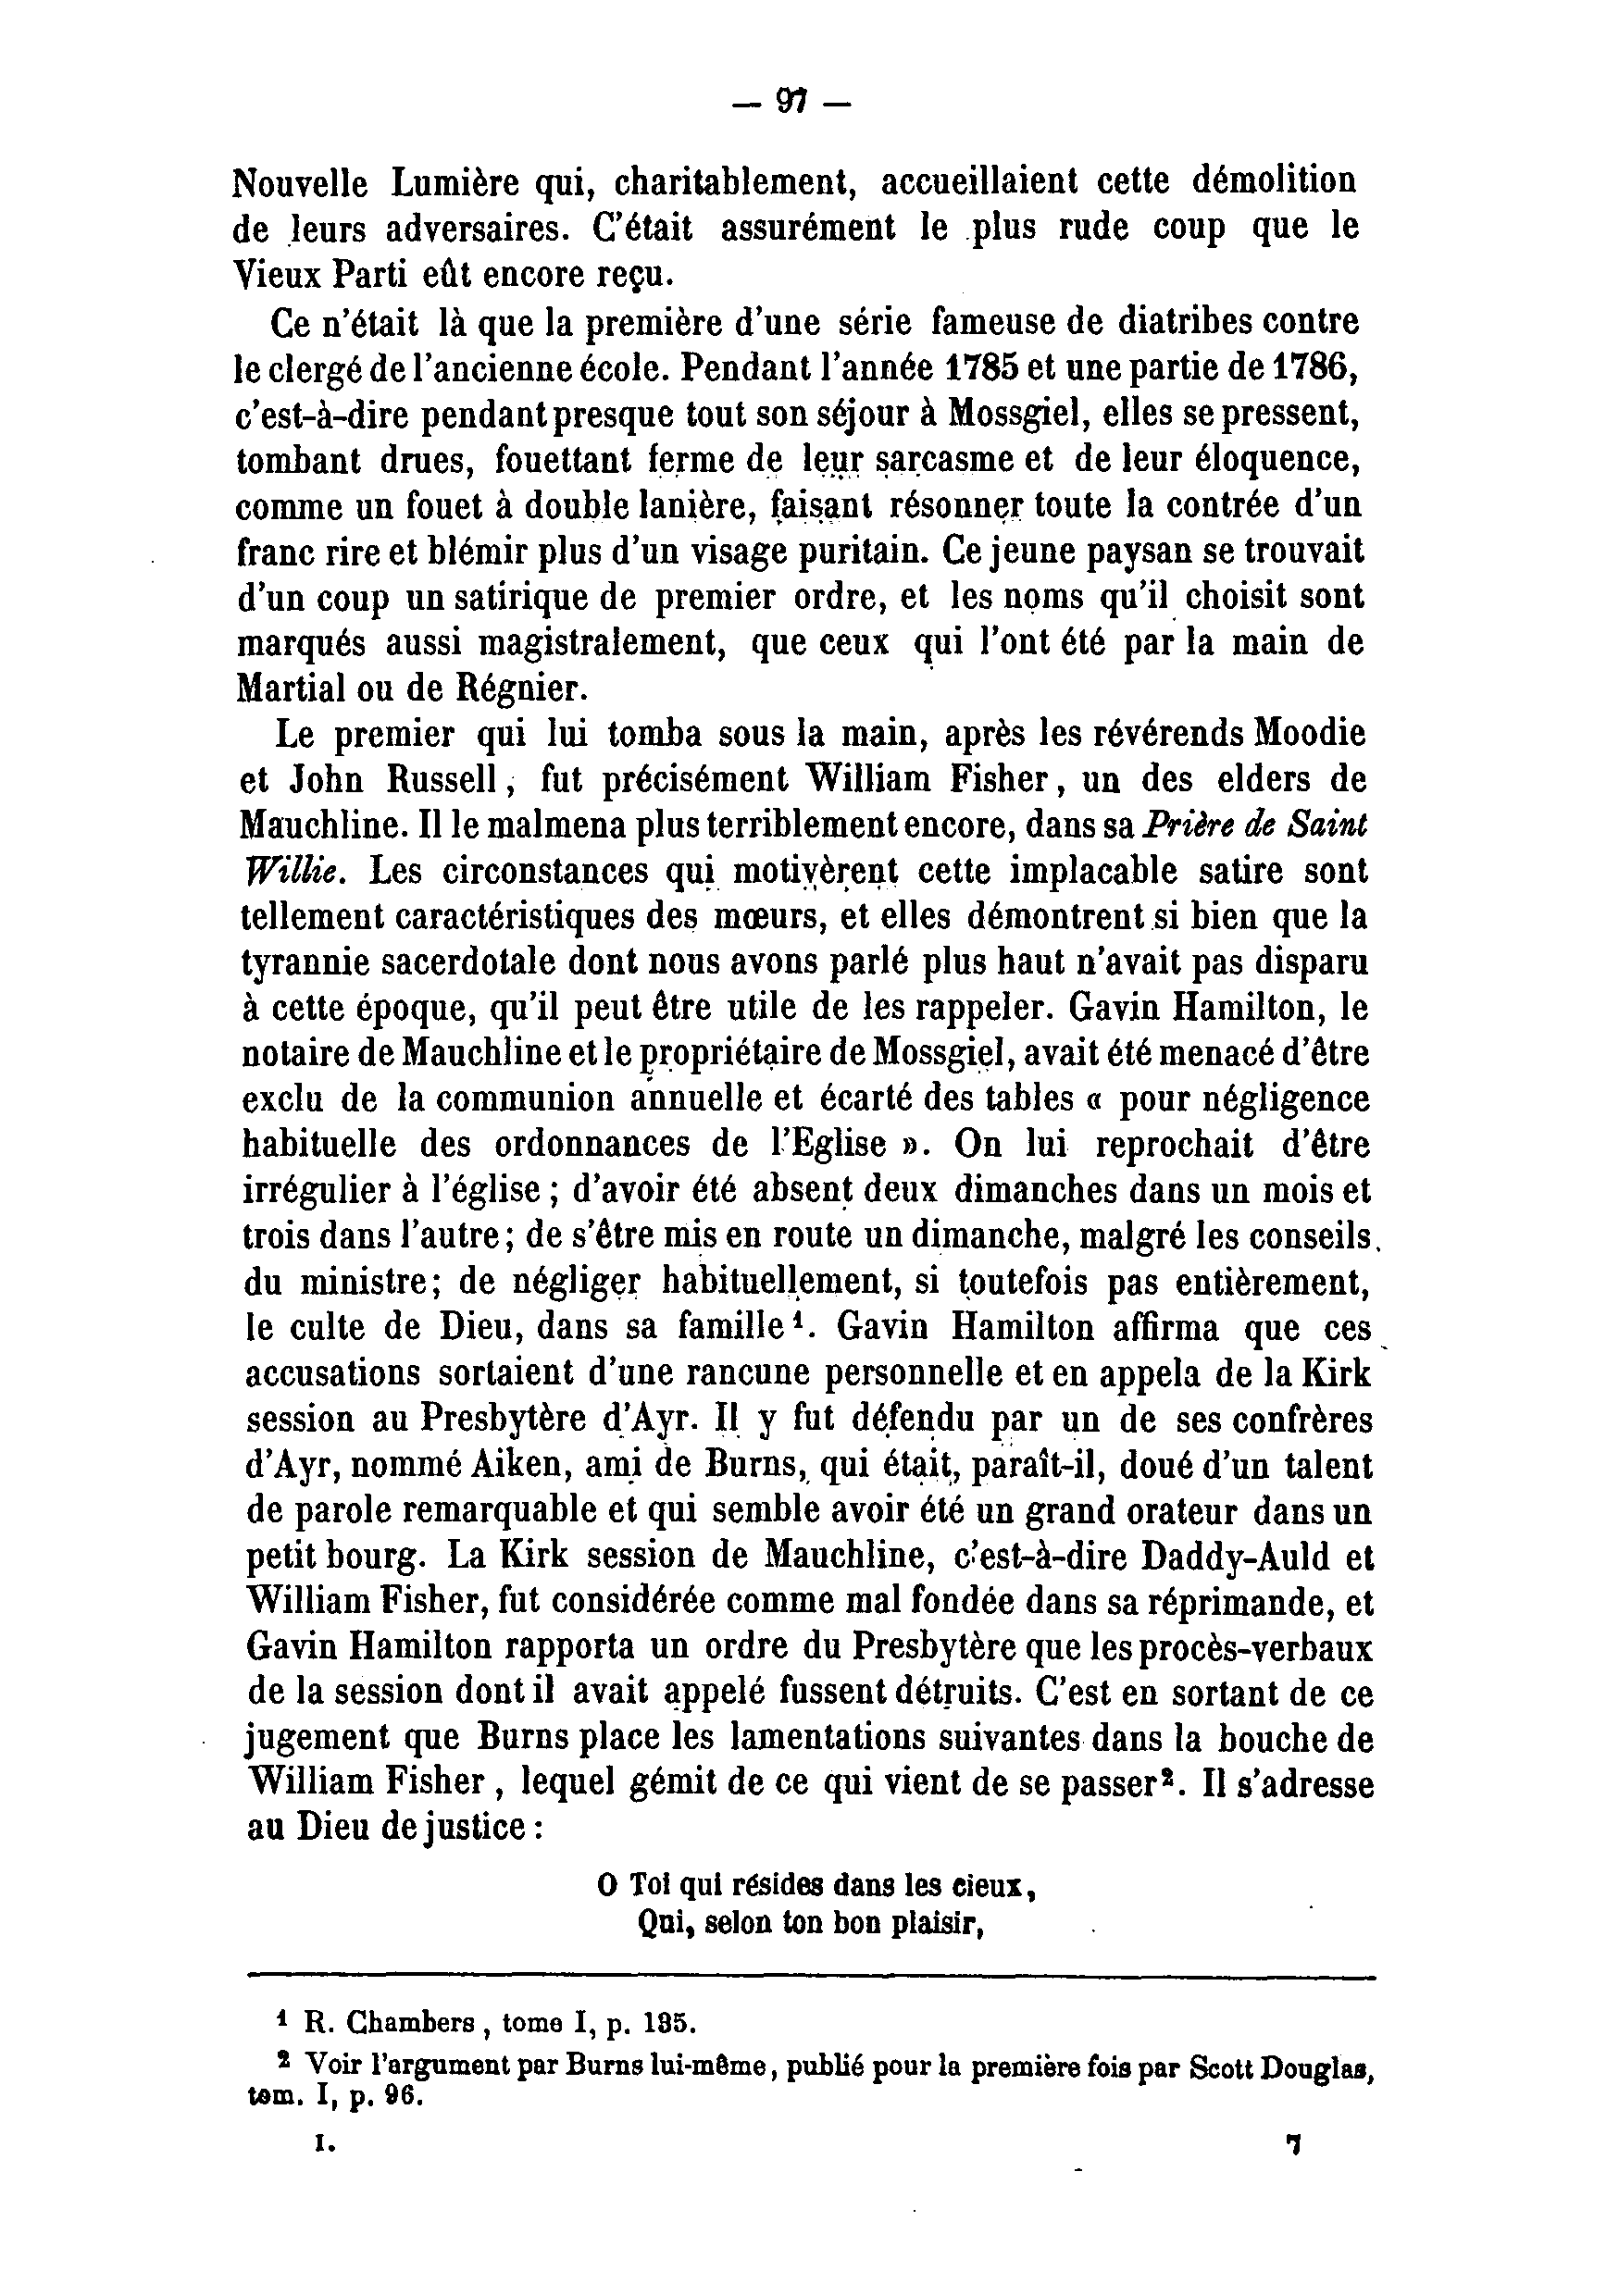 — 97 —
Nouvelle Lumière qui, charitablement, accueillaient cette démolition
de leurs adversaires. C'était assurément le plus rude coup que le
Vieux Parti eût encore reçu.
Ce n'était là que la première d'une série fameuse de diatribes contre
le clergé de l'ancienne école. Pendant l'année 1785 et une partie de 1786,
c'est-à-dire pendant presque tout son séjour à Mossgiel, elles se pressent,
tombant drues, fouettant ferme de leur sarcasme et de leur éloquence,
comme un fouet à double lanière, faisant résonner toute la contrée d'un
franc rire et blémir plus d'un visage puritain. Ce jeune paysan se trouvait
d'un coup un satirique de premier ordre, et les noms qu'il choisit sont
marqués aussi magistralement, que ceux qui l'ont été par la main de
Martial ou de Régnier.
Le premier qui lui tomba sous la main, après les révérends Moodie
et John Russell, fut précisément William Fisher, un des elders de
Mauchline. Il le malmena plus terriblement encore, dans sa Prière de Saint
Willie. Les circonstances qui motivèrent cette implacable satire sont
tellement caractéristiques des mœurs, et elles démontrent si bien que la
tyrannie sacerdotale dont nous avons parlé plus haut n'avait pas disparu
à cette époque, qu'il peut être utile de les rappeler. Gavin Hamilton, le
notaire de Mauchline et le propriétaire de Mossgiel, avait été menacé d'être
exclu de la communion annuelle et écarté des tables « pour négligence
habituelle des ordonnances de l'Eglise ». On lui reprochait d'être
irrégulier à l'église ; d'avoir été absent deux dimanches dans un mois et
trois dans l'autre ; de s'être mis en route un dimanche, malgré les conseils
du ministre; de négliger habituellement, si toutefois pas entièrement,
le culte de Dieu, dans sa famille¹. Gavin Hamilton affirma que ces
accusations sortaient d'une rancune personnelle et en appela de la Kirk
session au Presbytère d'Ayr. Il y fut défendu par un de ses confrères
d'Ayr, nommé Aiken, ami de Burns, qui était, paraît-il, doué d'un talent
de parole remarquable et qui semble avoir été un grand orateur dans un
petit bourg. La Kirk session de Mauchline, c'est-à-dire Daddy-Auld et
William Fisher, fut considérée comme mal fondée dans sa réprimande, et
Gavin Hamilton rapporta un ordre du Presbytère que les procès-verbaux
de la session dont il avait appelé fussent détruits. C'est en sortant de ce
jugement que Burns place les lamentations suivantes dans la bouche de
William Fisher, lequel gémit de ce qui vient de se passer². Il s'adresse
au Dieu de justice :
O Toi qui résides dans les cieux,
Qui, selon ton bon plaisir,
¹ R. Chambers, tome I, p. 135.
² Voir l'argument par Burns lui-même, publié pour la première fois par Scott Douglas,
tom. I, p. 96.
I. 7